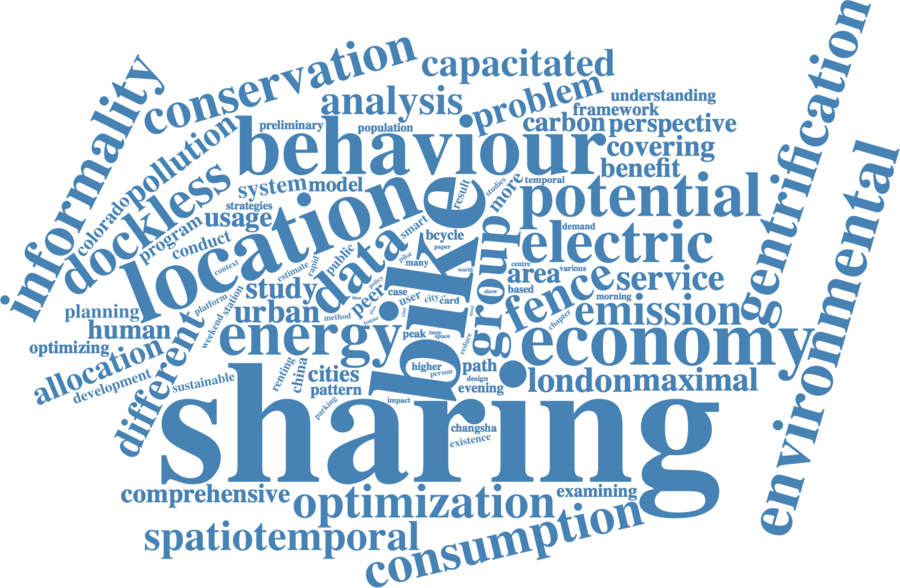 conservation
capacitated
informality
analysis
problem
understanding
framework
gentrification
pollution
preliminary
population
behaviour
carbon
perspective
covering
benefit
colorado
dockless
system
model
strategies
usage
program
conduct
location
data
smart
bike
result
studies
more
temporal
potential
demand
electric
environmental
bcycle
paper
pilot
many
public
rapid
estimate
context
study
peer
policy
world
centre
various
area
based
group
fence
service
morning
emission
show
planning
human
optimizing
platform
station
weekend
urban
method
case
user
city
card
energy
peak
space
reduce
chapter
economy
allocation
development
different
sustainable
renting
china
cities
pattern
parking
higher
person
path
design
evening
london
maximal
impact
sharing
changsha
existence
comprehensive
optimization
examining
spatiotemporal
consumption